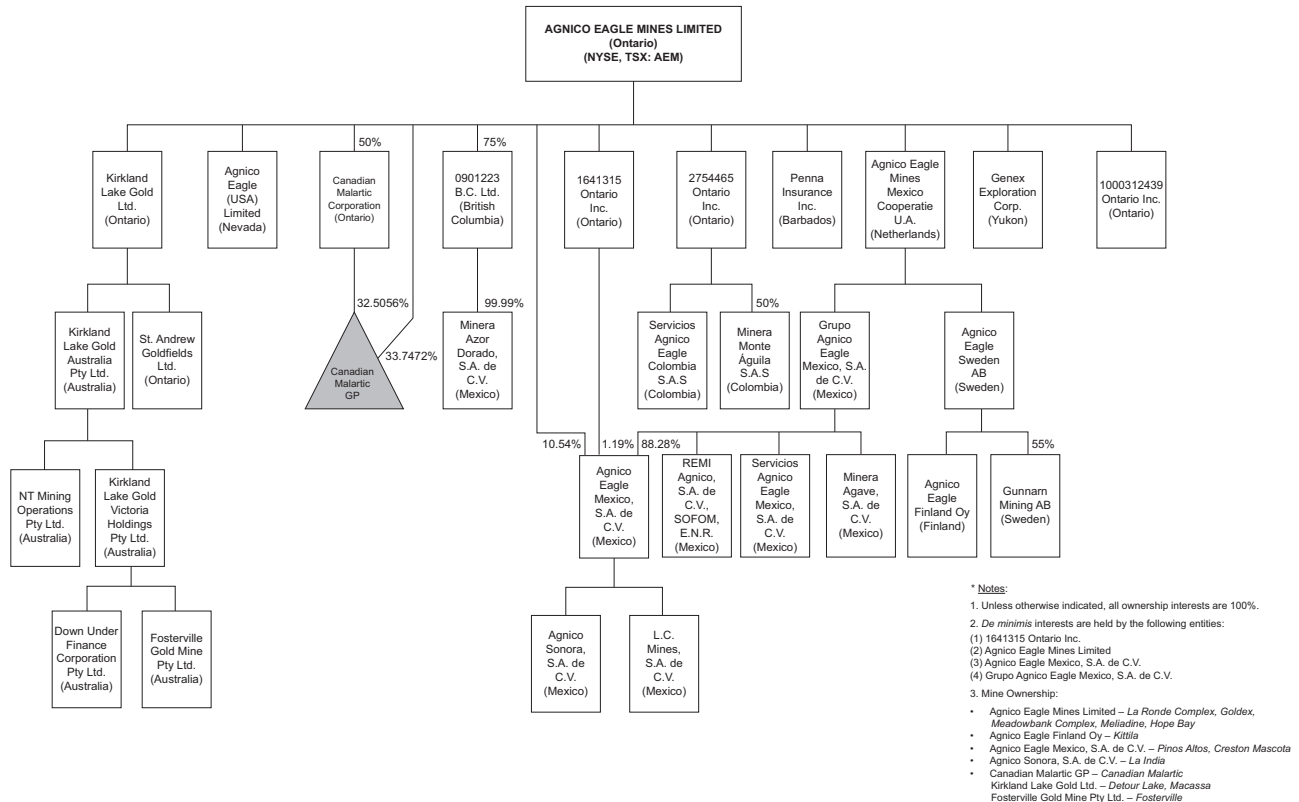 AGNICO EAGLE MINES LIMITED
(Ontario)
(NYSE, TSX: AEM)
50%
75%
Kirkland
Lake Gold
Ltd.
(Ontario)
Agnico
Eagle
(USA)
Limited
(Nevada)
Canadian
Malartic
Corporation
(Ontario)
0901223
B.C. Ltd.
(British
Columbia)
1641315
Ontario
Inc.
(Ontario)
2754465
Ontario
Inc.
(Ontario)
Penna
Insurance
Inc.
(Barbados)
Agnico Eagle
Mines
Mexico
Cooperatie
U.A.
(Netherlands)
Genex
Exploration
Corp.
(Yukon)
1000312439
Ontario Inc.
(Ontario)
32.5056%
99.99%
50%
Kirkland
Lake Gold
Australia
Pty Ltd.
(Australia)
St. Andrew
Goldfields
Ltd.
(Ontario)
33.7472%
Canadian
Malartic
GP
Minera
Azor
Dorado,
S.A. de
C.V.
(Mexico)
Servicios
Agnico
Eagle
Colombia
S.A.S
(Colombia)
Minera
Monte
Águila
S.A.S
(Colombia)
Grupo
Agnico
Eagle
Mexico, S.A.
de C.V.
(Mexico)
Agnico
Eagle
Sweden
AB
(Sweden)
10.54%
1.19%
88.28%
55%
NT Mining
Operations
Pty Ltd.
(Australia)
Kirkland
Lake Gold
Victoria
Holdings
Pty Ltd.
(Australia)
Agnico
Eagle
Mexico,
S.A. de
C.V.
(Mexico)
REMI
Agnico,
S.A. de
C.V.,
SOFOM,
E.N.R.
(Mexico)
Servicios
Agnico
Eagle
Mexico,
S.A. de
C.V.
(Mexico)
Minera
Agave,
S.A. de
C.V.
(Mexico)
Agnico
Eagle
Finland Oy
(Finland)
Gunnarn
Mining AB
(Sweden)
Down Under
Finance
Corporation
Pty Ltd.
(Australia)
Fosterville
Gold Mine
Pty Ltd.
(Australia)
Agnico
Sonora,
S.A. de
C.V.
(Mexico)
L.C.
Mines,
S.A. de
C.V.
(Mexico)
* Notes:
1. Unless otherwise indicated, all ownership interests are 100%.
2. De minimis interests are held by the following entities:
(1) 1641315 Ontario Inc.
(2) Agnico Eagle Mines Limited
(3) Agnico Eagle Mexico, S.A. de C.V.
(4) Grupo Agnico Eagle Mexico, S.A. de C.V.
3. Mine Ownership:
• Agnico Eagle Mines Limited – La Ronde Complex, Goldex,
Meadowbank Complex, Meliadine, Hope Bay
• Agnico Eagle Finland Oy – Kittila
• Agnico Eagle Mexico, S.A. de C.V. – Pinos Altos, Creston Mascota
• Agnico Sonora, S.A. de C.V. – La India
• Canadian Malartic GP – Canadian Malartic
Kirkland Lake Gold Ltd. – Detour Lake, Macassa
Fosterville Gold Mine Pty Ltd. – Fosterville